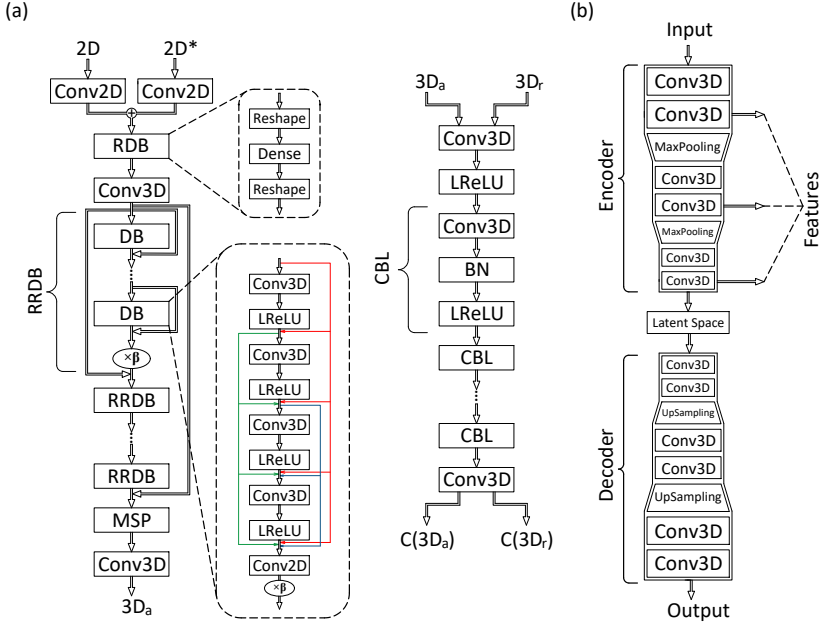 (a)
2D
2D*
Conv2D
Conv2D
+
RDB
Conv3D
RRDB
DB
DB
×β
RRDB
RRDB
MSP
Conv3D
3Da
Reshape
Dense
Reshape
Conv3D
LReLU
Conv3D
LReLU
Conv3D
LReLU
Conv3D
LReLU
Conv2D
×β
3Da
3Dr
Conv3D
LReLU
CBL
Conv3D
BN
LReLU
CBL
CBL
Conv3D
C(3Da)
C(3Dr)
(b)
Input
Encoder
Conv3D
Conv3D
MaxPooling
Conv3D
Conv3D
MaxPooling
Conv3D
Conv3D
Features
Latent Space
Decoder
Conv3D
Conv3D
UpSampling
Conv3D
Conv3D
UpSampling
Conv3D
Conv3D
Output